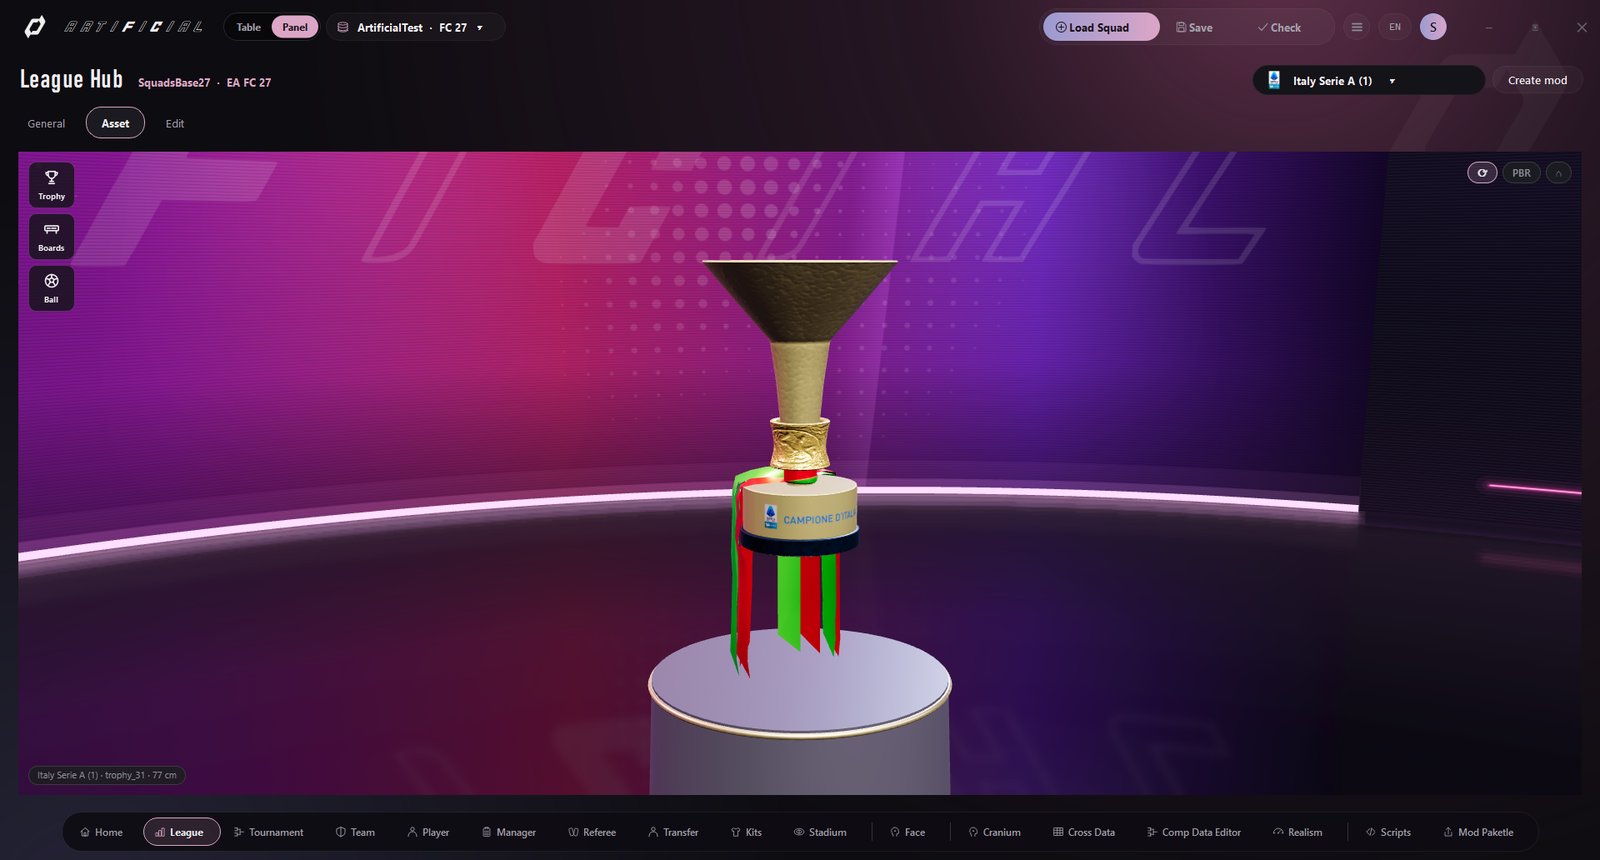 ARTIFICIAL
Table
Panel
ArtificialTest · FC 27
Load Squad
Save
Check
EN
S
League Hub
SquadsBase27 · EA FC 27
Italy Serie A (1)
Create mod
General
Asset
Edit
Trophy
Boards
Ball
PBR
FICIAL
CAMPIONE D'ITALIA
Italy Serie A (1) · trophy_31 · 77 cm
Home
League
Tournament
Team
Player
Manager
Referee
Transfer
Kits
Stadium
Face
Cranium
Cross Data
Comp Data Editor
Realism
Scripts
Mod Paketle